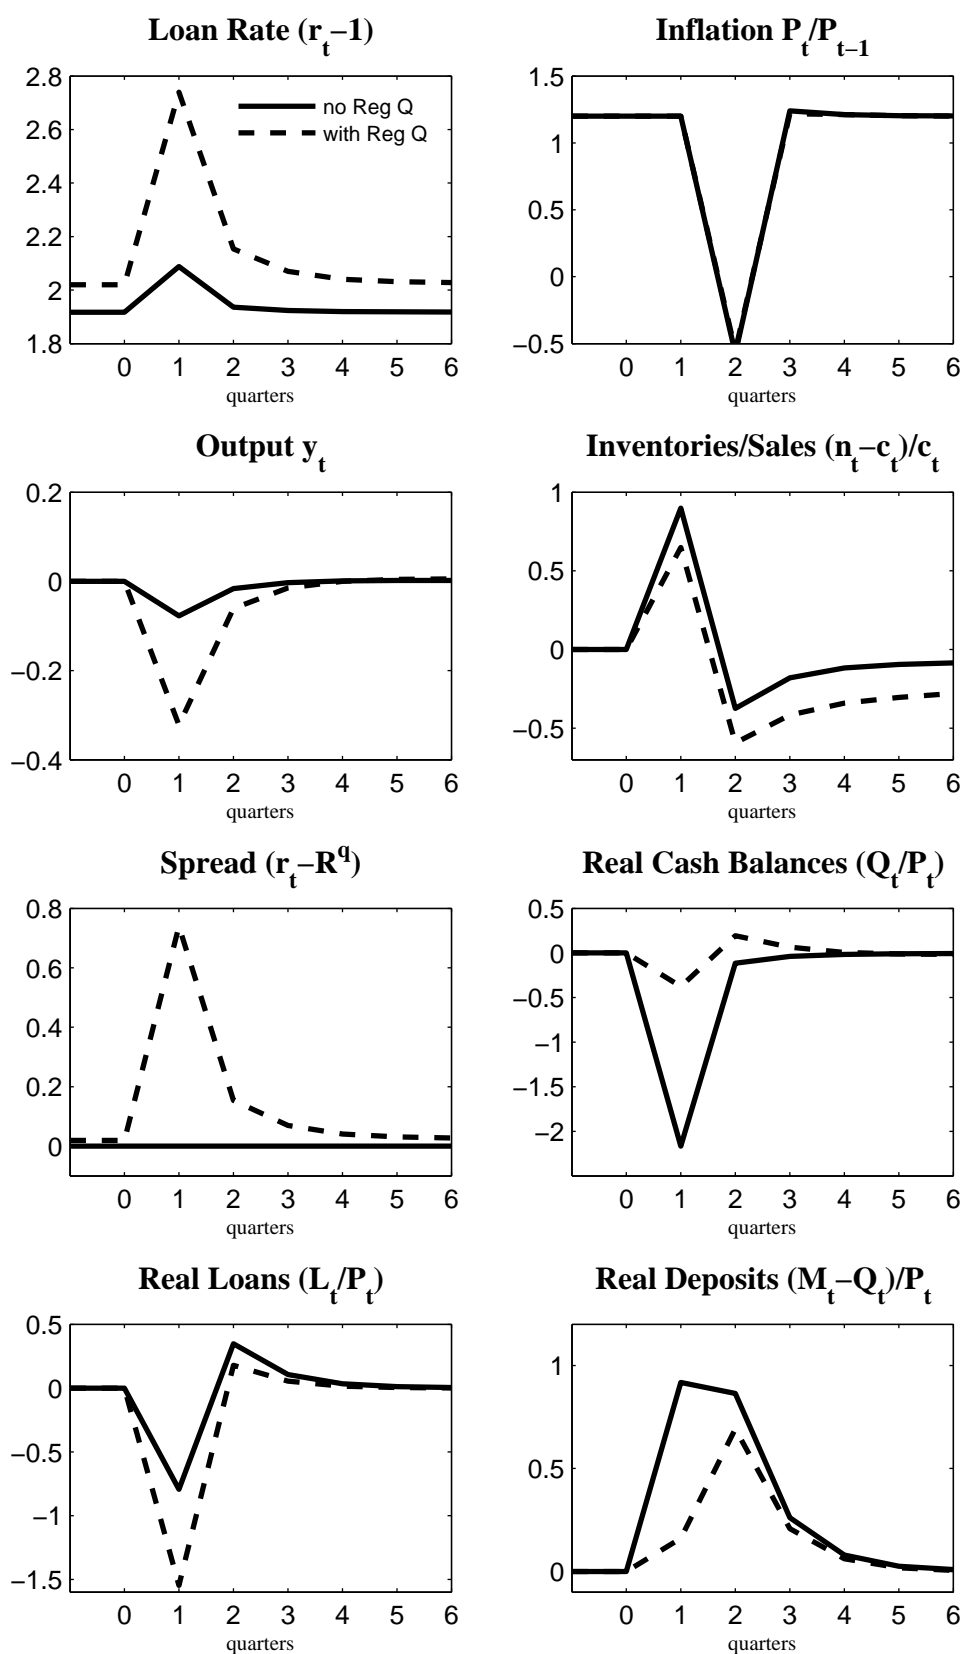 Loan Rate (r_t−1)
2.8
2.6
2.4
2.2
2
1.8
no Reg Q
with Reg Q
0 1 2 3 4 5 6
quarters
Inflation P_t/P_{t−1}
1.5
1
0.5
0
−0.5
0 1 2 3 4 5 6
quarters
Output y_t
0.2
0
−0.2
−0.4
0 1 2 3 4 5 6
quarters
Inventories/Sales (n_t−c_t)/c_t
1
0.5
0
−0.5
0 1 2 3 4 5 6
quarters
Spread (r_t−R^q)
0.8
0.6
0.4
0.2
0
0 1 2 3 4 5 6
quarters
Real Cash Balances (Q_t/P_t)
0.5
0
−0.5
−1
−1.5
−2
0 1 2 3 4 5 6
quarters
Real Loans (L_t/P_t)
0.5
0
−0.5
−1
−1.5
0 1 2 3 4 5 6
quarters
Real Deposits (M_t−Q_t)/P_t
1
0.5
0
0 1 2 3 4 5 6
quarters